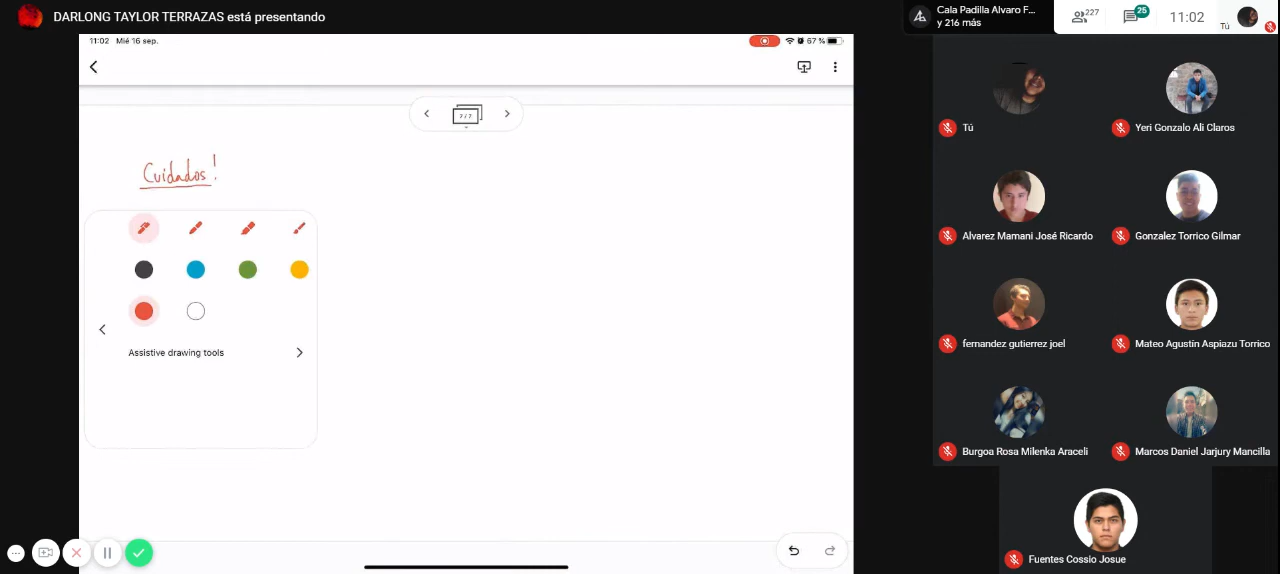 DARLONG TAYLOR TERRAZAS está presentando
Cala Padilla Alvaro F...
y 216 más
227
25
11:02
Tú
11:02 Mié 16 sep.
67 %
7 / 7
Cuidados!
Assistive drawing tools
Tú
Yeri Gonzalo Ali Claros
Alvarez Mamani José Ricardo
Gonzalez Torrico Gilmar
fernandez gutierrez joel
Mateo Agustín Aspiazu Torrico
Burgoa Rosa Milenka Araceli
Marcos Daniel Jarjury Mancilla
Fuentes Cossio Josue